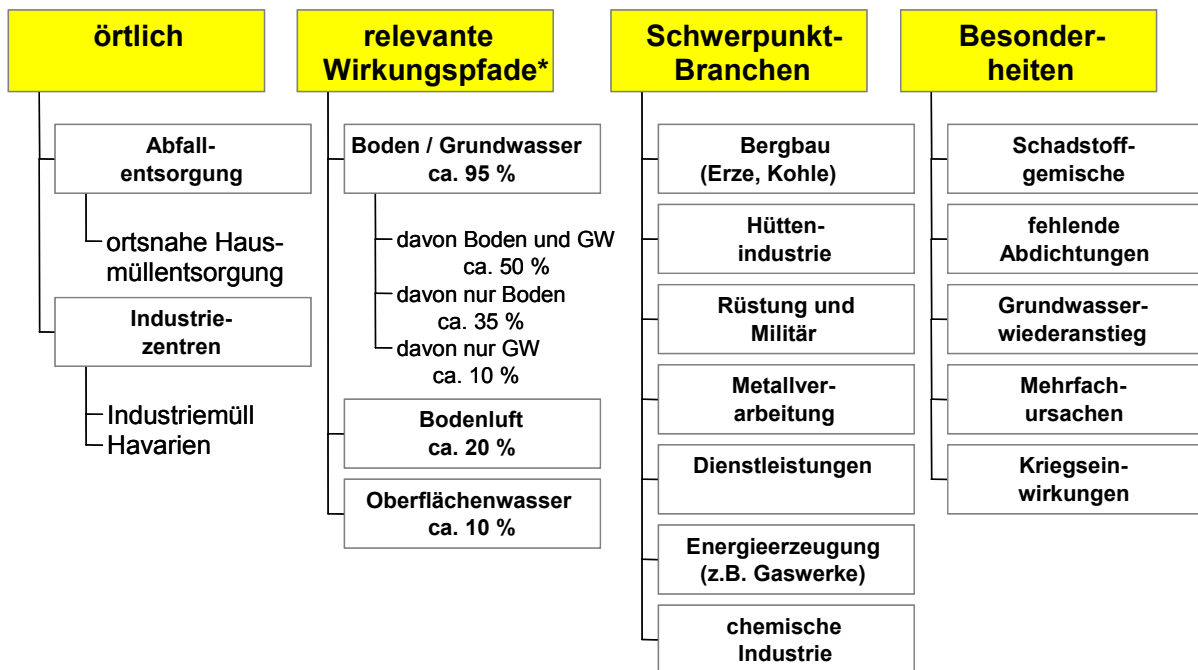 örtlich
Abfall-
entsorgung
ortsnahe Haus-
müllentsorgung
Industrie-
zentren
Industriemüll
Havarien
relevante
Wirkungspfade*
Boden / Grundwasser
ca. 95 %
davon Boden und GW
ca. 50 %
davon nur Boden
ca. 35 %
davon nur GW
ca. 10 %
Bodenluft
ca. 20 %
Oberflächenwasser
ca. 10 %
Schwerpunkt-
Branchen
Bergbau
(Erze, Kohle)
Hütten-
industrie
Rüstung und
Militär
Metallver-
arbeitung
Dienstleistungen
Energieerzeugung
(z.B. Gaswerke)
chemische
Industrie
Besonder-
heiten
Schadstoff-
gemische
fehlende
Abdichtungen
Grundwasser-
wiederanstieg
Mehrfach-
ursachen
Kriegsein-
wirkungen